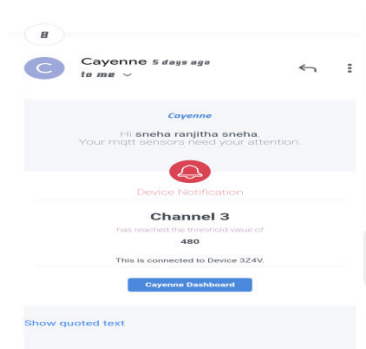 8
C
Cayenne 5 days ago
to me
Cayenne
Hi sneha ranjitha sneha,
Your mqtt sensors need your attention.
Device Notification
Channel 3
has reached the threshold value of
480
This is connected to Device 3Z4V.
Cayenne Dashboard
Show quoted text